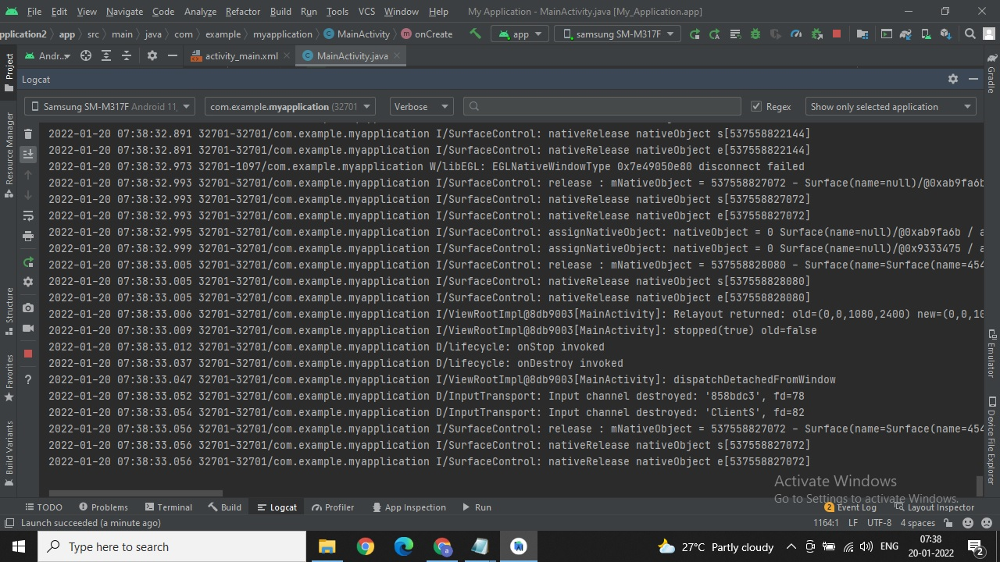 File Edit View Navigate Code Analyze Refactor Build Run Tools VCS Window Help My Application - MainActivity.java [My_Application.app]
pplication2 app src main java com example myapplication MainActivity onCreate app samsung SM-M317F
Project Andr.. activity_main.xml MainActivity.java Gradle
Logcat
Samsung SM-M317F Android 11, com.example.myapplication (32701 Verbose Regex Show only selected application
2022-01-20 07:38:32.891 32701-32701/com.example.myapplication I/SurfaceControl: nativeRelease nativeObject s[537558822144]
2022-01-20 07:38:32.891 32701-32701/com.example.myapplication I/SurfaceControl: nativeRelease nativeObject e[537558822144]
2022-01-20 07:38:32.973 32701-1097/com.example.myapplication W/libEGL: EGLNativeWindowType 0x7e49050e80 disconnect failed
2022-01-20 07:38:32.993 32701-32701/com.example.myapplication I/SurfaceControl: release : mNativeObject = 537558827072 - Surface(name=null)/@0xab9fa6b
2022-01-20 07:38:32.993 32701-32701/com.example.myapplication I/SurfaceControl: nativeRelease nativeObject s[537558827072]
2022-01-20 07:38:32.993 32701-32701/com.example.myapplication I/SurfaceControl: nativeRelease nativeObject e[537558827072]
2022-01-20 07:38:32.995 32701-32701/com.example.myapplication I/SurfaceControl: assignNativeObject: nativeObject = 0 Surface(name=null)/@0xab9fa6b / a
2022-01-20 07:38:32.999 32701-32701/com.example.myapplication I/SurfaceControl: assignNativeObject: nativeObject = 0 Surface(name=null)/@0x9333475 / a
2022-01-20 07:38:33.005 32701-32701/com.example.myapplication I/SurfaceControl: release : mNativeObject = 537558828080 - Surface(name=Surface(name=454
2022-01-20 07:38:33.005 32701-32701/com.example.myapplication I/SurfaceControl: nativeRelease nativeObject s[537558828080]
2022-01-20 07:38:33.005 32701-32701/com.example.myapplication I/SurfaceControl: nativeRelease nativeObject e[537558828080]
2022-01-20 07:38:33.006 32701-32701/com.example.myapplication I/ViewRootImpl@8db9003[MainActivity]: Relayout returned: old=(0,0,1080,2400) new=(0,0,10
2022-01-20 07:38:33.009 32701-32701/com.example.myapplication I/ViewRootImpl@8db9003[MainActivity]: stopped(true) old=false
2022-01-20 07:38:33.012 32701-32701/com.example.myapplication D/lifecycle: onStop invoked
2022-01-20 07:38:33.037 32701-32701/com.example.myapplication D/lifecycle: onDestroy invoked
2022-01-20 07:38:33.047 32701-32701/com.example.myapplication I/ViewRootImpl@8db9003[MainActivity]: dispatchDetachedFromWindow
2022-01-20 07:38:33.052 32701-32701/com.example.myapplication D/InputTransport: Input channel destroyed: '858bdc3', fd=78
2022-01-20 07:38:33.054 32701-32701/com.example.myapplication D/InputTransport: Input channel destroyed: 'ClientS', fd=82
2022-01-20 07:38:33.056 32701-32701/com.example.myapplication I/SurfaceControl: release : mNativeObject = 537558827072 - Surface(name=Surface(name=454
2022-01-20 07:38:33.056 32701-32701/com.example.myapplication I/SurfaceControl: nativeRelease nativeObject s[537558827072]
2022-01-20 07:38:33.056 32701-32701/com.example.myapplication I/SurfaceControl: nativeRelease nativeObject e[537558827072]
Resource Manager
Structure
Favorites
Build Variants
Emulator
Device File Explorer
Activate Windows
Go to Settings to activate Windows.
TODO Problems Terminal Build Logcat Profiler App Inspection Run 2 Event Log Layout Inspector
Launch succeeded (a minute ago) 1164:1 LF UTF-8 4 spaces
Type here to search 27°C Partly cloudy ENG 07:38
20-01-2022 2